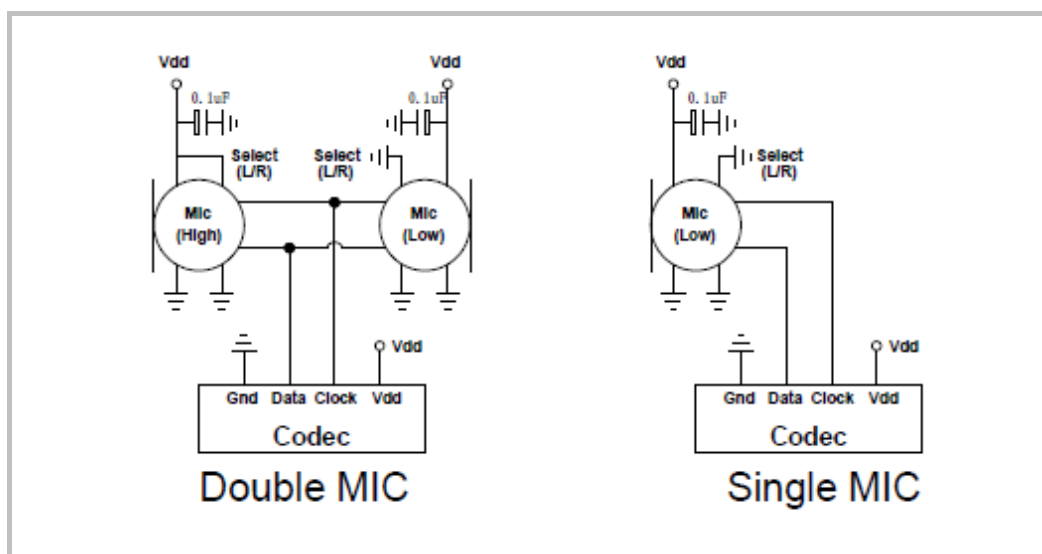 Vdd
0.1uF
Select
(L/R)
Mic
(High)
Vdd
0.1uF
Select
(L/R)
Mic
(Low)
Vdd
Gnd Data Clock Vdd
Codec
Double MIC
Vdd
0.1uF
Select
(L/R)
Mic
(Low)
Vdd
Gnd Data Clock Vdd
Codec
Single MIC